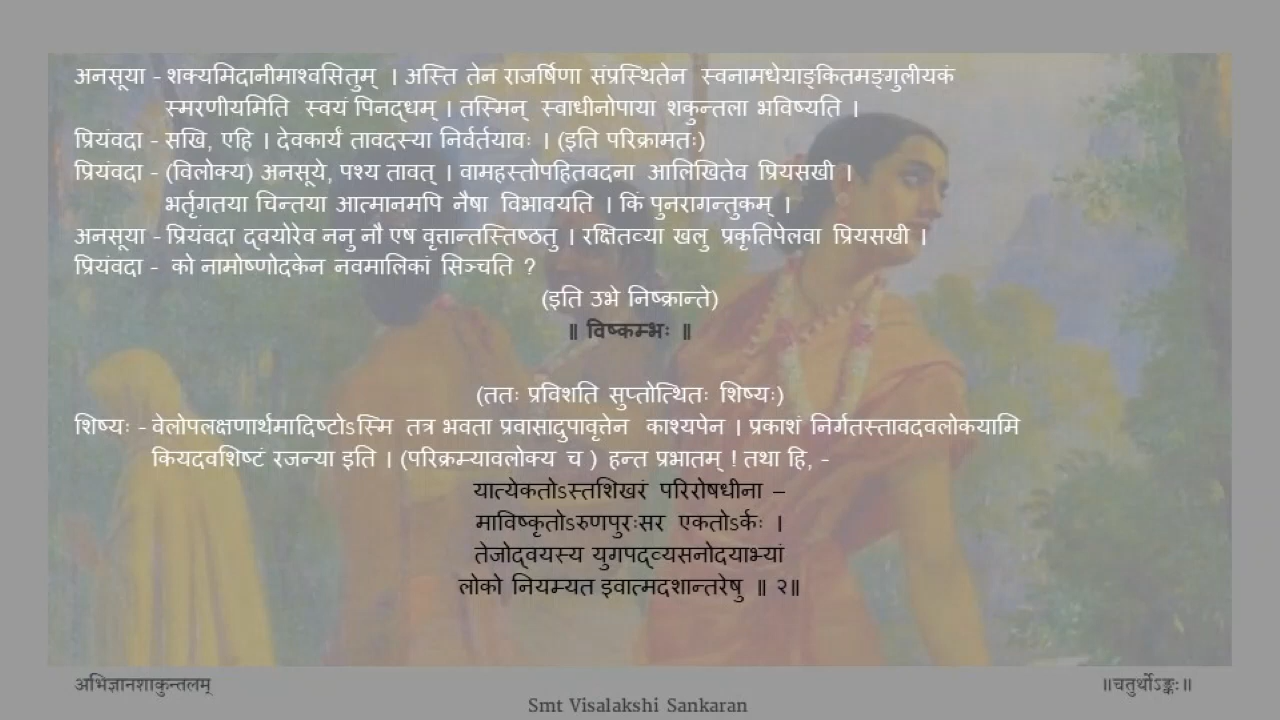 अनसूया – शक्यमिदानीमाश्वसितुम् । अस्ति तेन राजर्षिणा संप्रस्थितेन स्वनामधेयाङ्कितमङ्गुलीयकं
स्मरणीयमिति स्वयं पिनद्धम् । तस्मिन् स्वाधीनोपाया शकुन्तला भविष्यति ।
प्रियंवदा – सखि, एहि । देवकार्यं तावदस्या निर्वर्तयावः । (इति परिक्रामतः)
प्रियंवदा – (विलोक्य) अनसूये, पश्य तावत् । वामहस्तोपहितवदना आलिखितेव प्रियसखी ।
भर्तृगतया चिन्तया आत्मानमपि नैषा विभावयति । किं पुनरागन्तुकम् ।
अनसूया – प्रियंवदा द्वयोरेव ननु नौ एष वृत्तान्तस्तिष्ठतु । रक्षितव्या खलु प्रकृतिपेलवा प्रियसखी ।
प्रियंवदा – को नामोष्णोदकेन नवमालिकां सिञ्चति ?
(इति उभे निष्क्रान्ते)
॥ विष्कम्भः ॥
(ततः प्रविशति सुप्तोत्थितः शिष्यः)
शिष्यः – वेलोपलक्षणार्थमादिष्टोऽस्मि तत्र भवता प्रवासादुपावृत्तेन काश्यपेन । प्रकाशं निर्गतस्तावदवलोकयामि
कियदवशिष्टं रजन्या इति । (परिक्रम्यावलोक्य च ) हन्त प्रभातम् ! तथा हि, –
यात्येकतोऽस्तशिखरं परिरोषधीना –
माविष्कृतोऽरुणपुरःसर एकतोऽर्कः ।
तेजोद्वयस्य युगपद्व्यसनोदयाभ्यां
लोको नियम्यत इवात्मदशान्तरेषु ॥ २॥
अभिज्ञानशाकुन्तलम्
॥चतुर्थोऽङ्कः॥
Smt Visalakshi Sankaran